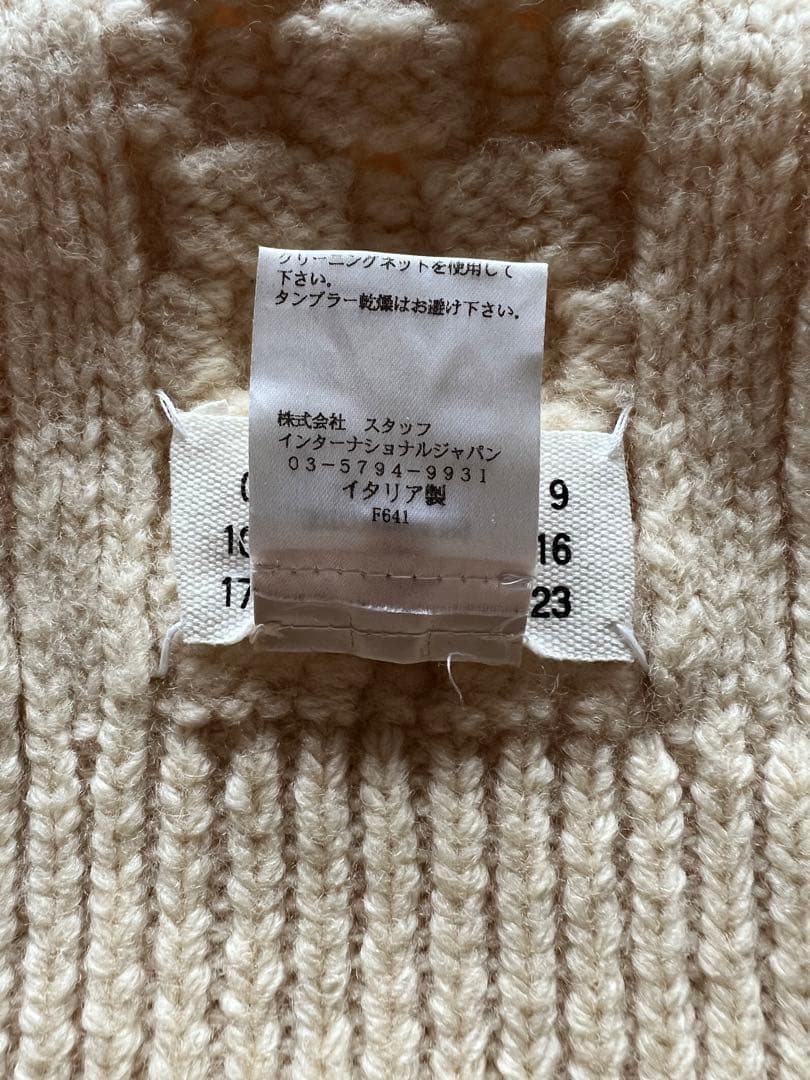 クリーニングネットを使用して
下さい。
タンブラー乾燥はお避け下さい。
株式会社 スタッフ
インターナショナルジャパン
03-5794-9931
イタリア製
F641
9
16
17 23